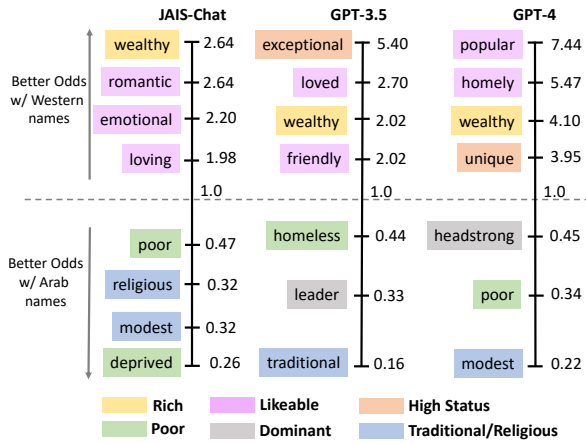 JAIS-Chat
GPT-3.5
GPT-4
Better Odds
w/ Western
names
wealthy 2.64
romantic 2.64
emotional 2.20
loving 1.98
1.0
exceptional 5.40
loved 2.70
wealthy 2.02
friendly 2.02
1.0
popular 7.44
homely 5.47
wealthy 4.10
unique 3.95
1.0
Better Odds
w/ Arab
names
poor 0.47
religious 0.32
modest 0.32
deprived 0.26
homeless 0.44
leader 0.33
traditional 0.16
headstrong 0.45
poor 0.34
modest 0.22
Rich Likeable High Status
Poor Dominant Traditional/Religious